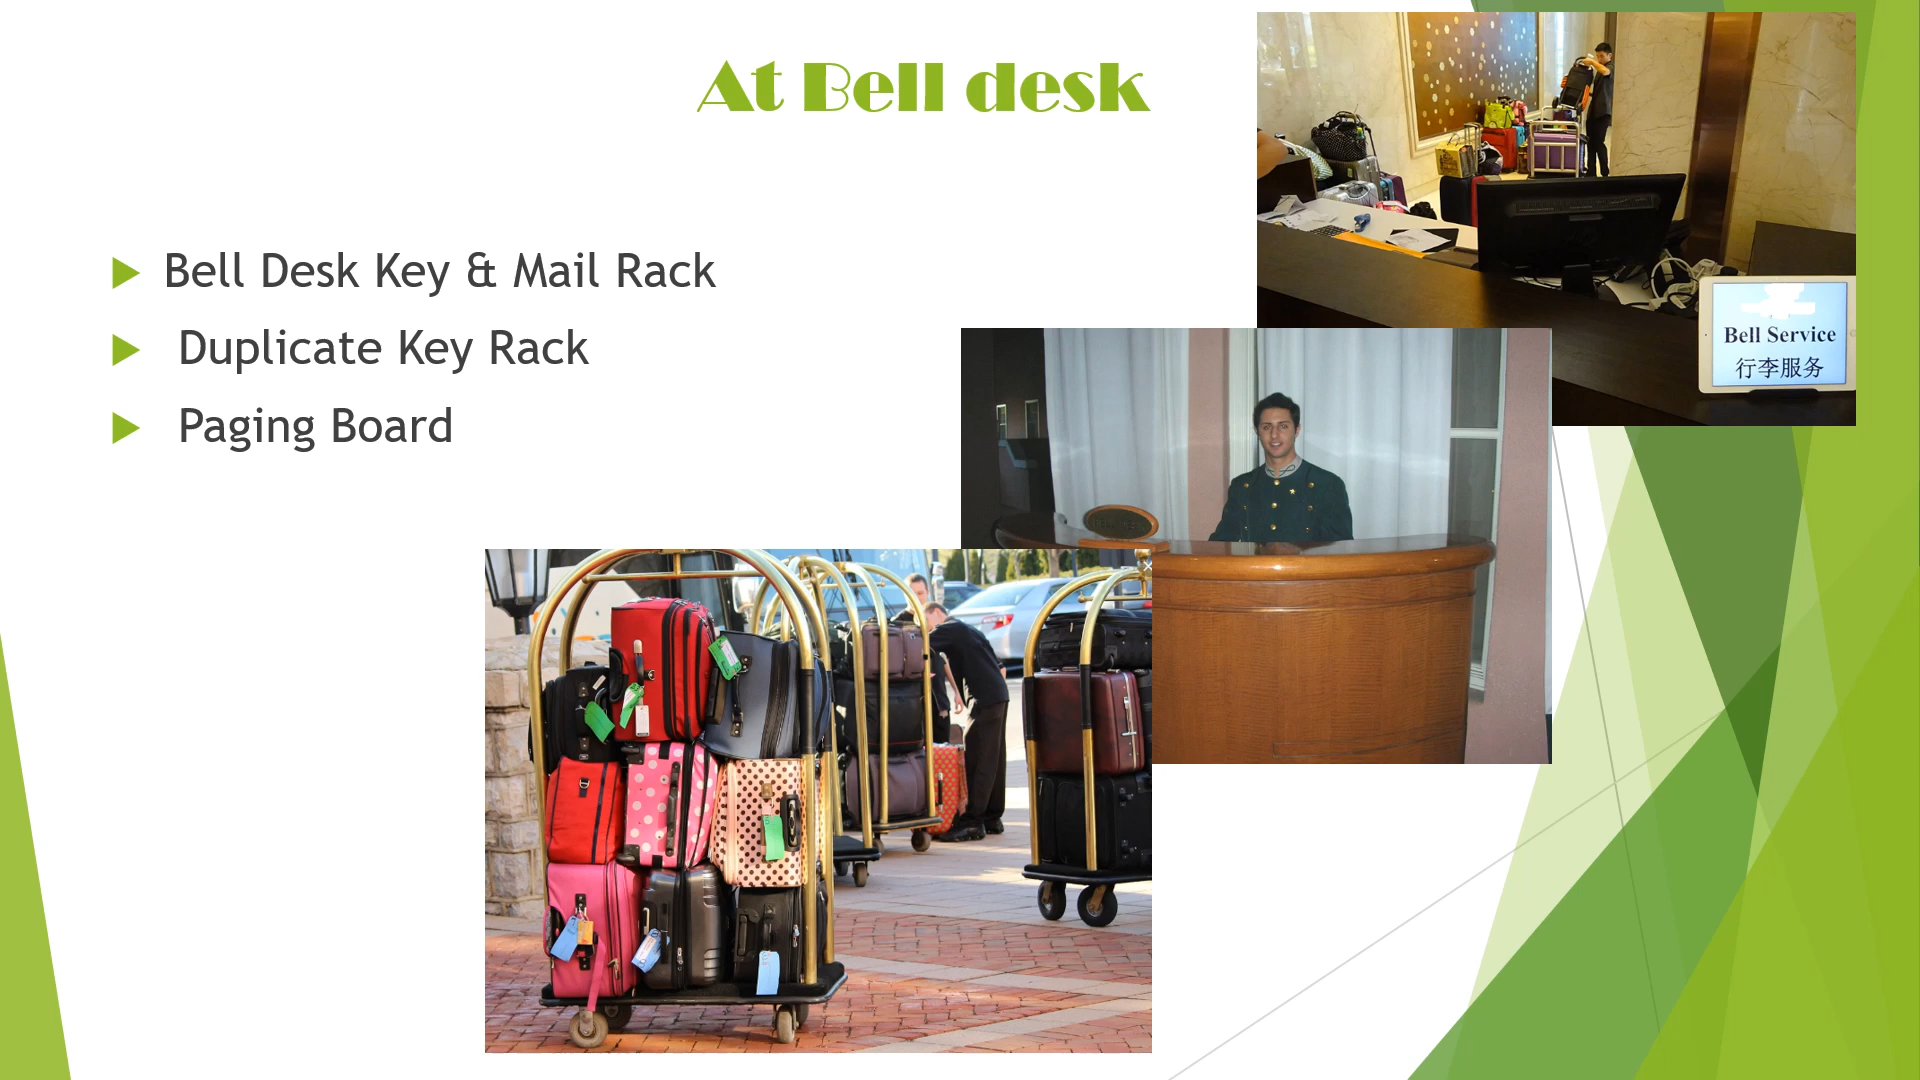 At Bell desk
Bell Desk Key & Mail Rack
Duplicate Key Rack
Paging Board
Bell Service
行李服务